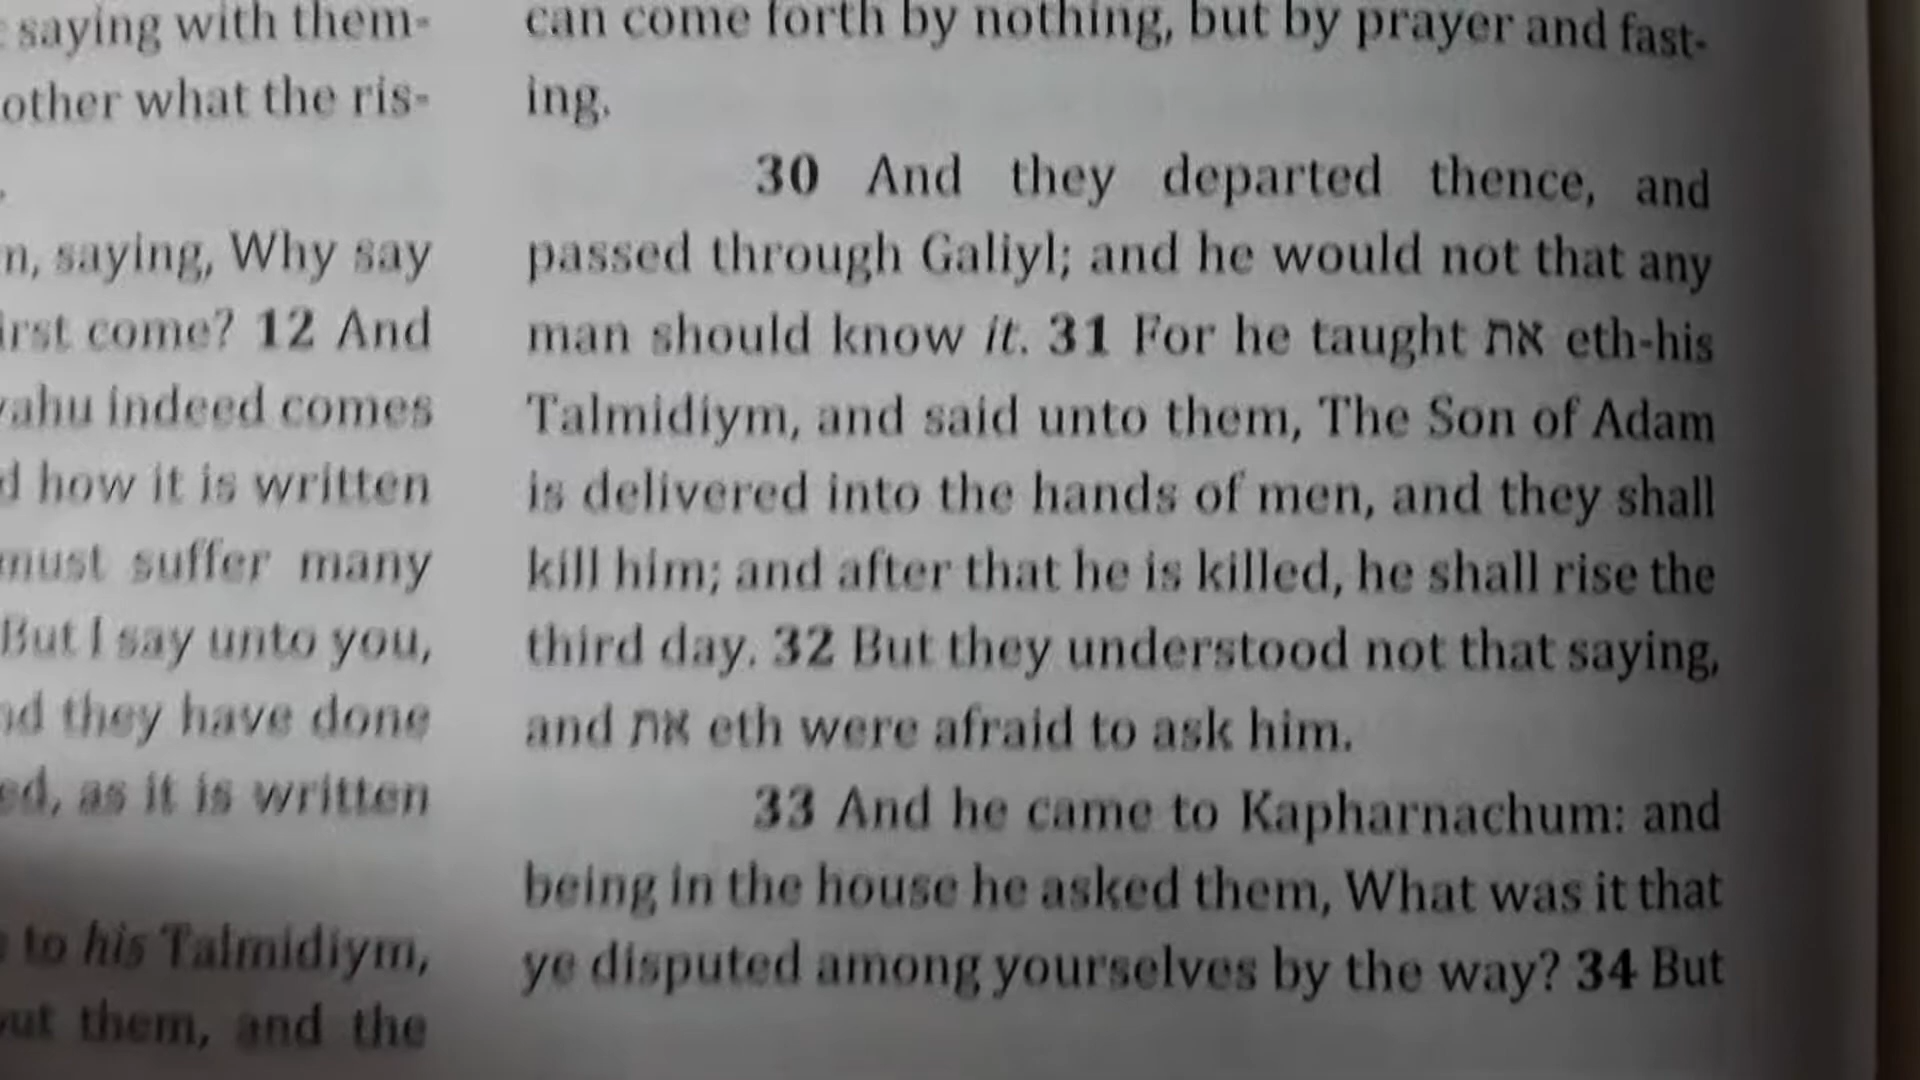 saying with them-
other what the ris-
saying, Why say
come? 12 And
indeed comes
how it is written
must suffer many
But I say unto you,
they have done
as it is written
to his Talmidiym,
them, and the
can come forth by nothing, but by prayer and fast-
ing.
30 And they departed thence, and
passed through Galiyl; and he would not that any
man should know it. 31 For he taught את eth-his
Talmidiym, and said unto them, The Son of Adam
is delivered into the hands of men, and they shall
kill him; and after that he is killed, he shall rise the
third day. 32 But they understood not that saying,
and את eth were afraid to ask him.
33 And he came to Kapharnachum: and
being in the house he asked them, What was it that
ye disputed among yourselves by the way? 34 But